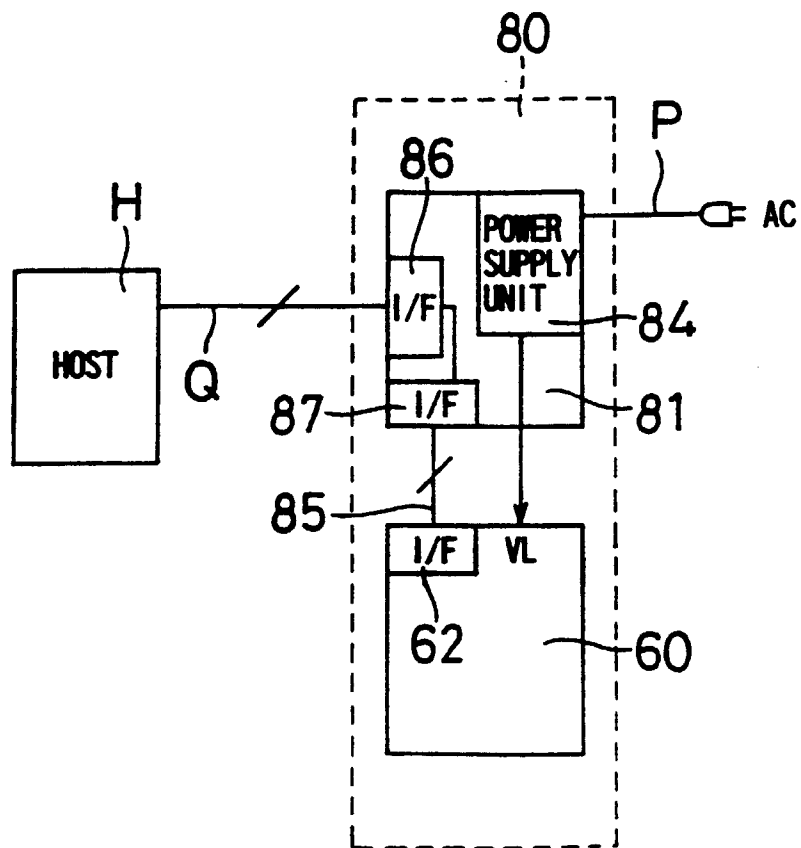 80
P
86
H
POWER
SUPPLY
UNIT
AC
I/F
84
HOST
Q
87
I/F
81
85
I/F
VL
62
60